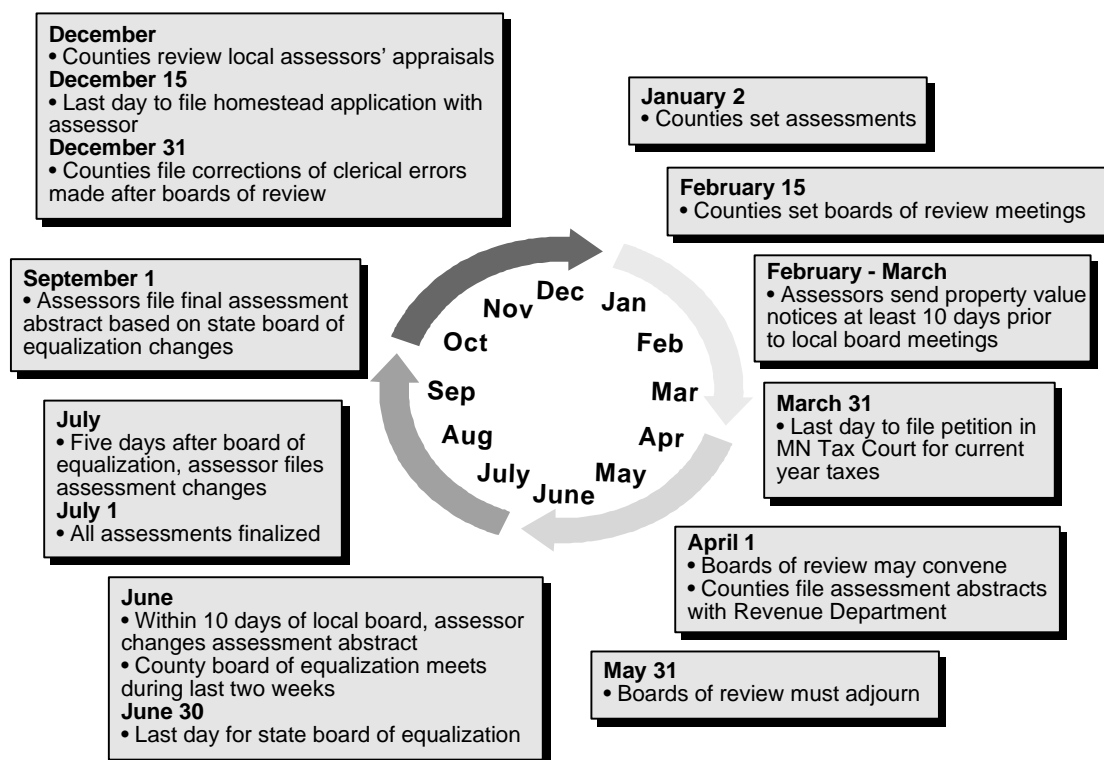 December
• Counties review local assessors’ appraisals
December 15
• Last day to file homestead application with
assessor
December 31
• Counties file corrections of clerical errors
made after boards of review
January 2
• Counties set assessments
February 15
• Counties set boards of review meetings
February - March
• Assessors send property value
notices at least 10 days prior
to local board meetings
March 31
• Last day to file petition in
MN Tax Court for current
year taxes
April 1
• Boards of review may convene
• Counties file assessment abstracts
with Revenue Department
May 31
• Boards of review must adjourn
June
• Within 10 days of local board, assessor
changes assessment abstract
• County board of equalization meets
during last two weeks
June 30
• Last day for state board of equalization
July
• Five days after board of
equalization, assessor files
assessment changes
July 1
• All assessments finalized
September 1
• Assessors file final assessment
abstract based on state board of
equalization changes
Jan
Feb
Mar
Apr
May
June
July
Aug
Sep
Oct
Nov
Dec